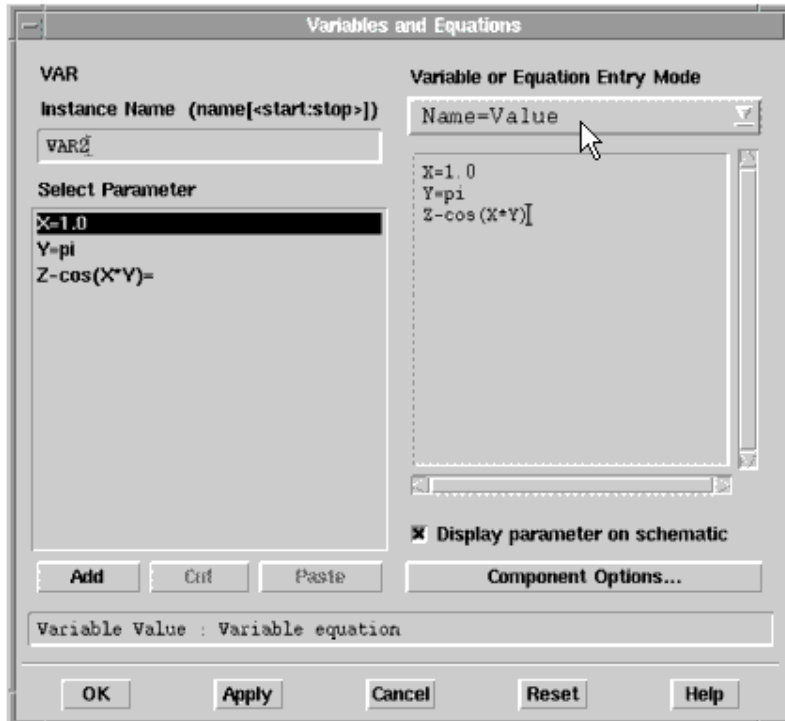 Variables and Equations
VAR
Instance Name (name[<start:stop>])
VAR2
Select Parameter
X=1.0
Y=pi
Z-cos(X*Y)=
Add
Cut
Paste
Variable or Equation Entry Mode
Name=Value
X=1.0
Y=pi
Z-cos(X*Y)
Display parameter on schematic
Component Options...
Variable Value : Variable equation
OK
Apply
Cancel
Reset
Help